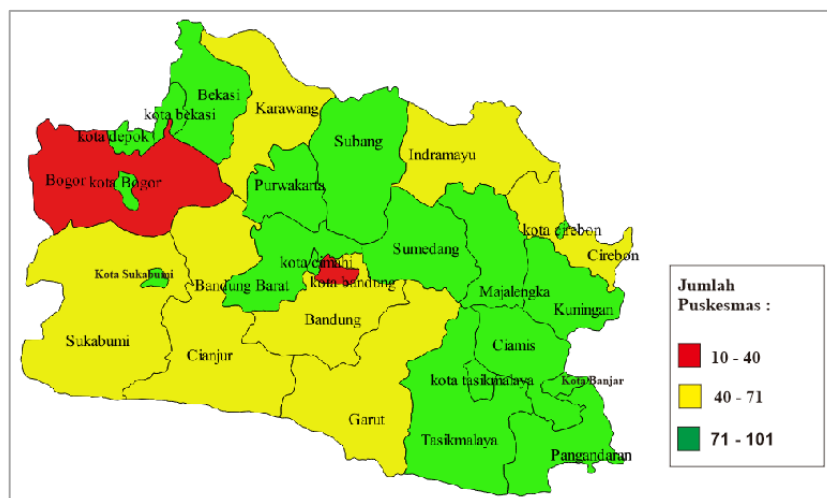 Bekasi
kota bekasi
Karawang
kota depok
Subang
Indramayu
Bogor
kota Bogor
Purwakarta
kota cirebon
Sumedang
Cirebon
kota cimahi
Kota Sukabumi
Bandung Barat
kota bandung
Majalengka
Kuningan
Bandung
Sukabumi
Cianjur
Ciamis
kota tasikmalaya
Kota Banjar
Garut
Tasikmalaya
Pangandaran
Jumlah
Puskesmas :
10 - 40
40 - 71
71 - 101